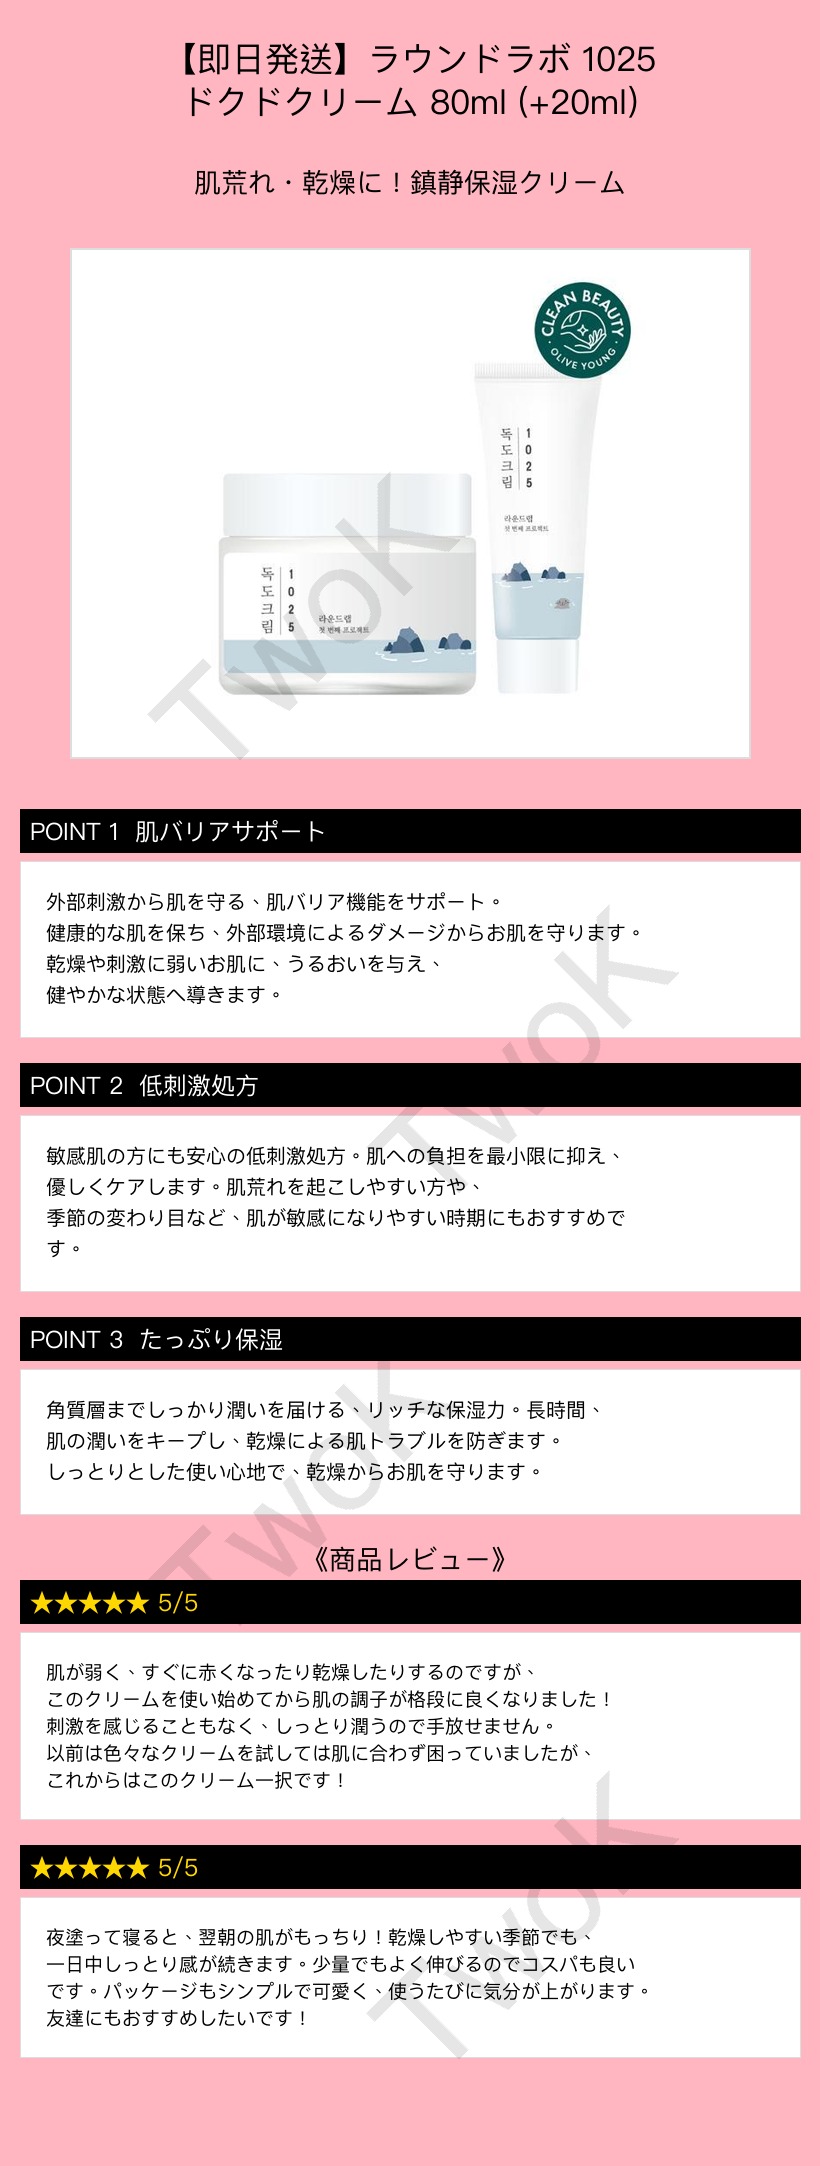 【即日発送】ラウンドラボ 1025
ドクドクリーム 80ml (+20ml)
肌荒れ・乾燥に！鎮静保湿クリーム
CLEAN BEAUTY
OLIVE YOUNG
독도크림
1025
라운드랩
첫 번째 프로젝트
독도크림
1025
라운드랩
첫 번째 프로젝트
TwoK
POINT 1 肌バリアサポート
外部刺激から肌を守る、肌バリア機能をサポート。
健康的な肌を保ち、外部環境によるダメージからお肌を守ります。
乾燥や刺激に弱いお肌に、うるおいを与え、
健やかな状態へ導きます。
TwoK
POINT 2 低刺激処方
敏感肌の方にも安心の低刺激処方。肌への負担を最小限に抑え、
優しくケアします。肌荒れを起こしやすい方や、
季節の変わり目など、肌が敏感になりやすい時期にもおすすめで
す。
POINT 3 たっぷり保湿
角質層までしっかり潤いを届ける、リッチな保湿力。長時間、
肌の潤いをキープし、乾燥による肌トラブルを防ぎます。
しっとりとした使い心地で、乾燥からお肌を守ります。
TwoK
《商品レビュー》
★★★★★ 5/5
肌が弱く、すぐに赤くなったり乾燥したりするのですが、
このクリームを使い始めてから肌の調子が格段に良くなりました！
刺激を感じることもなく、しっとり潤うので手放せません。
以前は色々なクリームを試しては肌に合わず困っていましたが、
これからはこのクリーム一択です！
★★★★★ 5/5
夜塗って寝ると、翌朝の肌がもっちり！乾燥しやすい季節でも、
一日中しっとり感が続きます。少量でもよく伸びるのでコスパも良い
です。パッケージもシンプルで可愛く、使うたびに気分が上がります。
友達にもおすすめしたいです！
TwoK